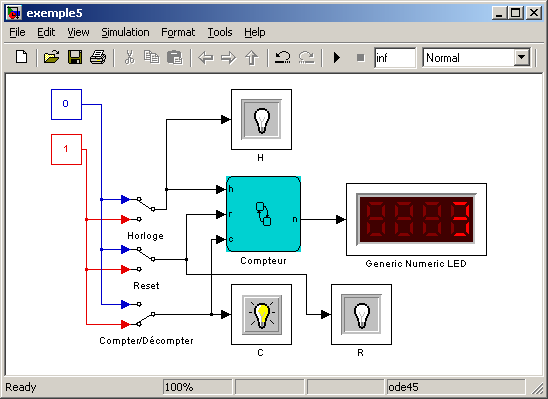 exemple5
File Edit View Simulation Format Tools Help
inf Normal
0
1
H
h
r
c
n
Horloge
Compteur
3
Generic Numeric LED
Reset
Compter/Décompter
C
R
Ready 100% ode45